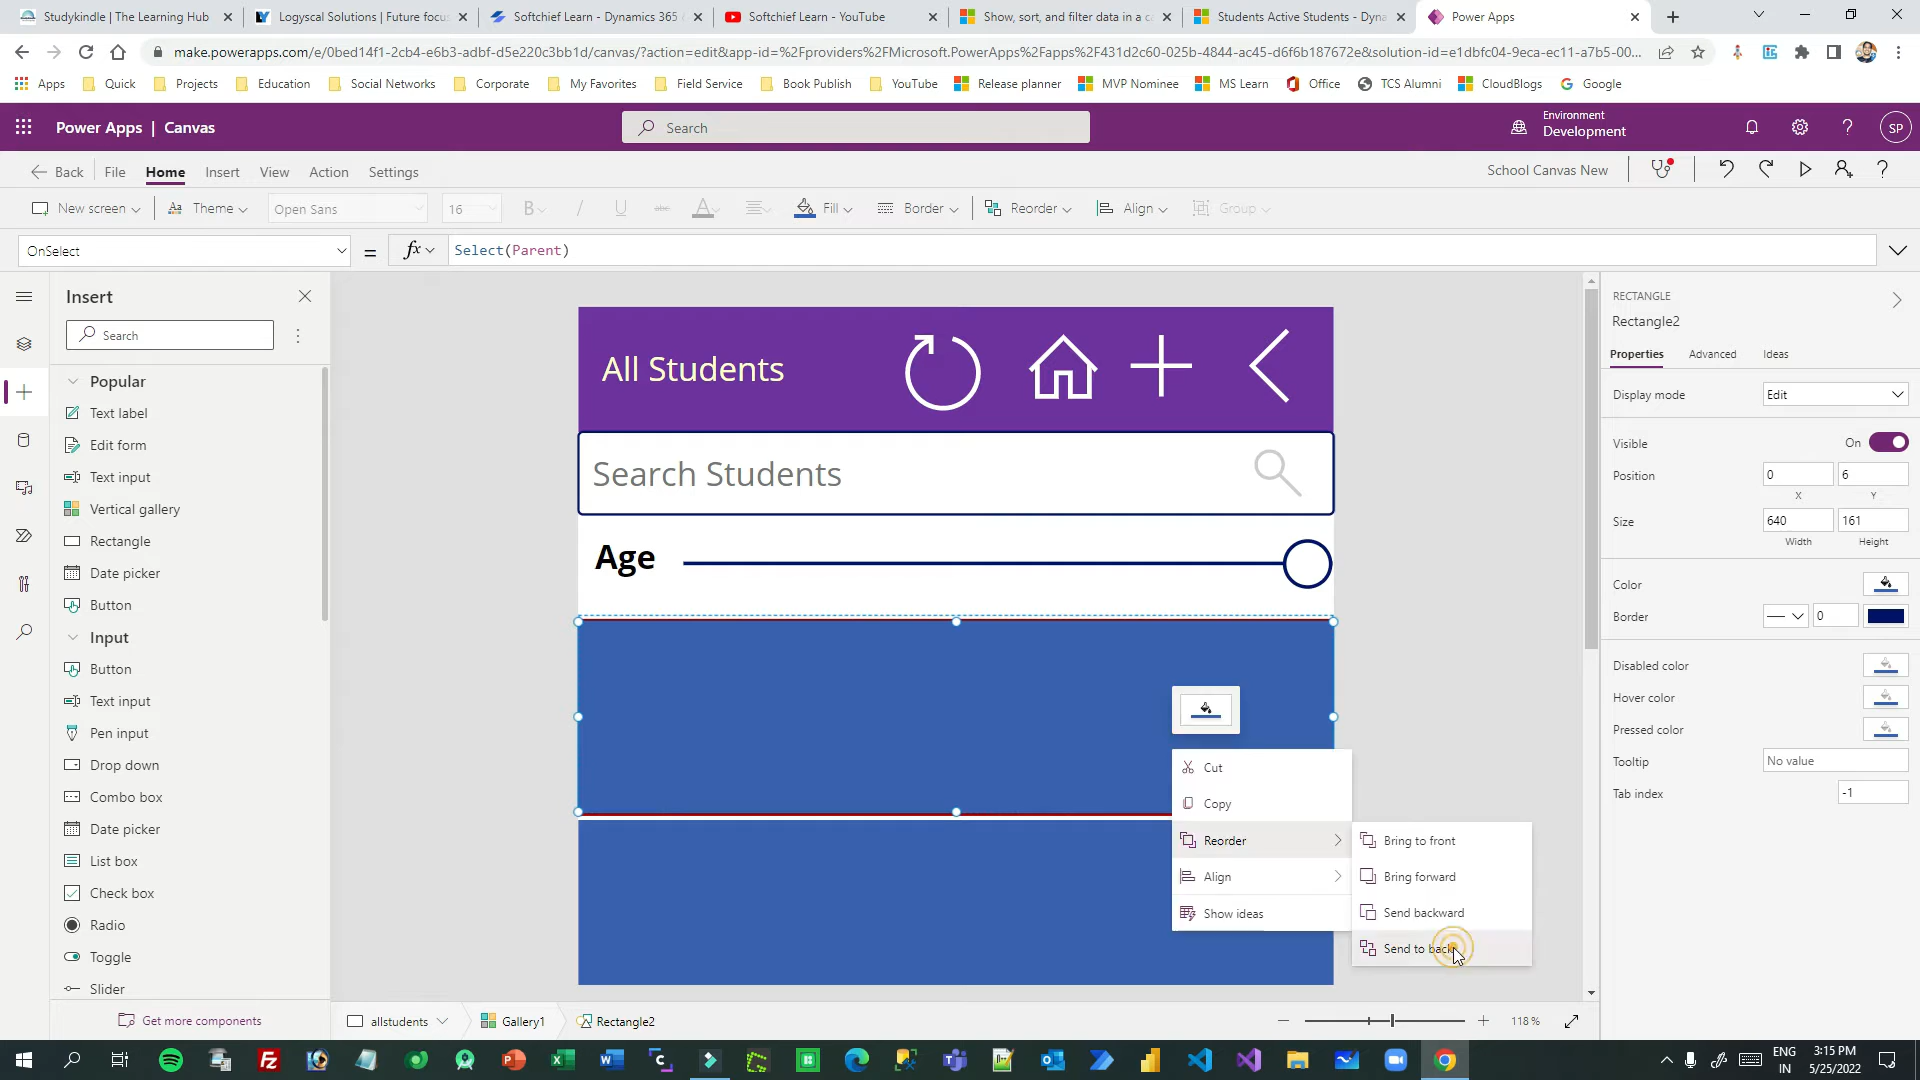 Studykindle | The Learning Hub
Logyscal Solutions | Future focu
Softchief Learn - Dynamics 365
Softchief Learn - YouTube
Show, sort, and filter data in a c
Students Active Students - Dyna
Power Apps
make.powerapps.com/e/0bed14f1-2cb4-e6b3-adbf-d5e220c3bb1d/canvas/?action=edit&app-id=%2Fproviders%2FMicrosoft.PowerApps%2Fapps%2F431d2c60-025b-4844-ac45-d6f6b187672e&solution-id=e1dbfc04-9eca-ec11-a7b5-00...
Apps
Quick
Projects
Education
Social Networks
Corporate
My Favorites
Field Service
Book Publish
YouTube
Release planner
MVP Nominee
MS Learn
Office
TCS Alumni
CloudBlogs
Google
Power Apps | Canvas
Search
Environment
Development
SP
Back
File
Home
Insert
View
Action
Settings
School Canvas New
New screen
Theme
Open Sans
16
B
Fill
Border
Reorder
Align
Group
OnSelect
=
fx
Select(Parent)
Insert
Search
Popular
Text label
Edit form
Text input
Vertical gallery
Rectangle
Date picker
Button
Input
Button
Text input
Pen input
Drop down
Combo box
Date picker
List box
Check box
Radio
Toggle
Slider
Get more components
All Students
Search Students
Age
Cut
Copy
Reorder
Align
Show ideas
Bring to front
Bring forward
Send backward
Send to back
RECTANGLE
Rectangle2
Properties
Advanced
Ideas
Display mode
Edit
Visible
On
Position
0
6
X
Y
Size
640
161
Width
Height
Color
Border
0
Disabled color
Hover color
Pressed color
Tooltip
No value
Tab index
-1
allstudents
Gallery1
Rectangle2
118 %
ENG
IN
3:15 PM
5/25/2022